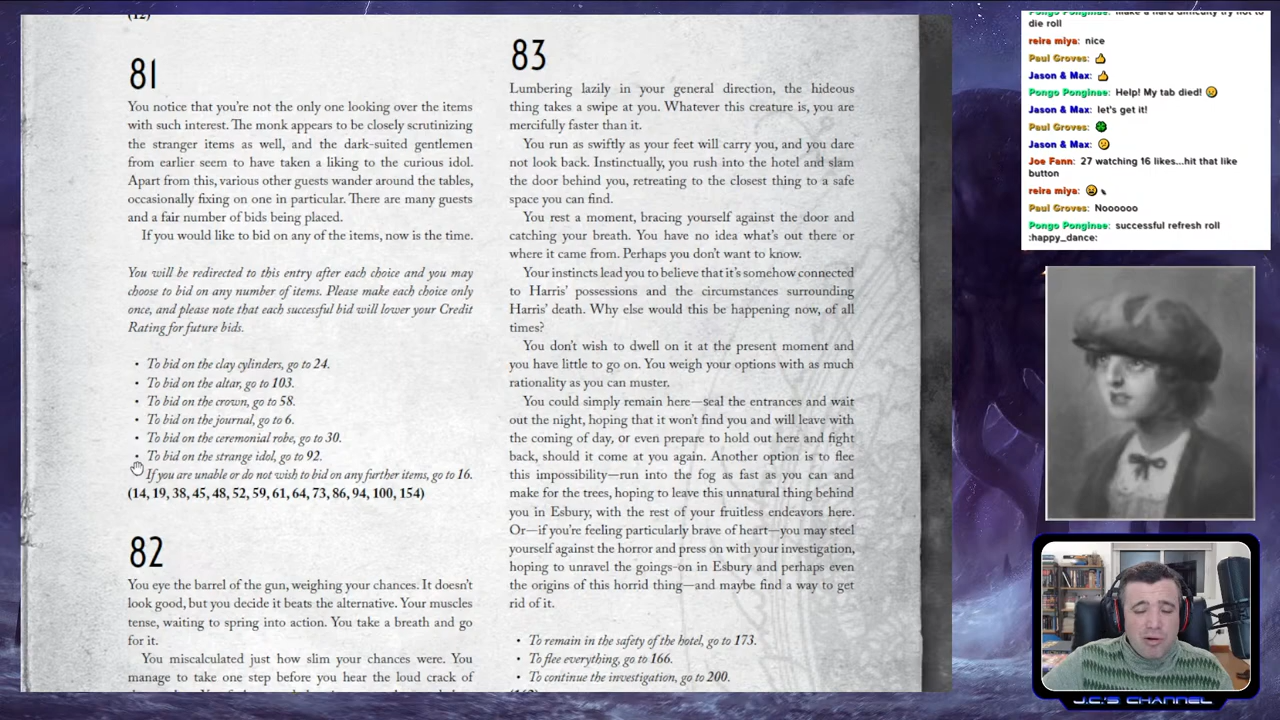 (12)
81
You notice that you're not the only one looking over the items
with such interest. The monk appears to be closely scrutinizing
the stranger items as well, and the dark-suited gentlemen
from earlier seem to have taken a liking to the curious idol.
Apart from this, various other guests wander around the tables,
occasionally fixing on one in particular. There are many guests
and a fair number of bids being placed.
If you would like to bid on any of the items, now is the time.
You will be redirected to this entry after each choice and you may
choose to bid on any number of items. Please make each choice only
once, and please note that each successful bid will lower your Credit
Rating for future bids.
• To bid on the clay cylinders, go to 24.
• To bid on the altar, go to 103.
• To bid on the crown, go to 58.
• To bid on the journal, go to 6.
• To bid on the ceremonial robe, go to 30.
• To bid on the strange idol, go to 92.
If you are unable or do not wish to bid on any further items, go to 16.
(14, 19, 38, 45, 48, 52, 59, 61, 64, 73, 86, 94, 100, 154)
82
You eye the barrel of the gun, weighing your chances. It doesn't
look good, but you decide it beats the alternative. Your muscles
tense, waiting to spring into action. You take a breath and go
for it.
You miscalculated just how slim your chances were. You
manage to take one step before you hear the loud crack of
83
Lumbering lazily in your general direction, the hideous
thing takes a swipe at you. Whatever this creature is, you are
mercifully faster than it.
You run as swiftly as your feet will carry you, and you dare
not look back. Instinctually, you rush into the hotel and slam
the door behind you, retreating to the closest thing to a safe
space you can find.
You rest a moment, bracing yourself against the door and
catching your breath. You have no idea what's out there or
where it came from. Perhaps you don't want to know.
Your instincts lead you to believe that it's somehow connected
to Harris' possessions and the circumstances surrounding
Harris' death. Why else would this be happening now, of all
times?
You don't wish to dwell on it at the present moment and
you have little to go on. You weigh your options with as much
rationality as you can muster.
You could simply remain here—seal the entrances and wait
out the night, hoping that it won't find you and will leave with
the coming of day, or even prepare to hold out here and fight
back, should it come at you again. Another option is to flee
this impossibility—run into the fog as fast as you can and
make for the trees, hoping to leave this unnatural thing behind
you in Esbury, with the rest of your fruitless endeavors here.
Or—if you're feeling particularly brave of heart—you may steel
yourself against the horror and press on with your investigation,
hoping to unravel the goings-on in Esbury and perhaps even
the origins of this horrid thing—and maybe find a way to get
rid of it.
• To remain in the safety of the hotel, go to 173.
• To flee everything, go to 166.
• To continue the investigation, go to 200.
Pongo Ponginae: make a hard difficulty try not to
die roll
reira miya: nice
Paul Groves: 👍
Jason & Max: 👍
Pongo Ponginae: Help! My tab died!
Jason & Max: let's get it!
Paul Groves: 🍀
Jason & Max:
Joe Fann: 27 watching 16 likes...hit that like
button
reira miya:
Paul Groves: Noooooo
Pongo Ponginae: successful refresh roll
:happy_dance:
J.C.'S CHANNEL